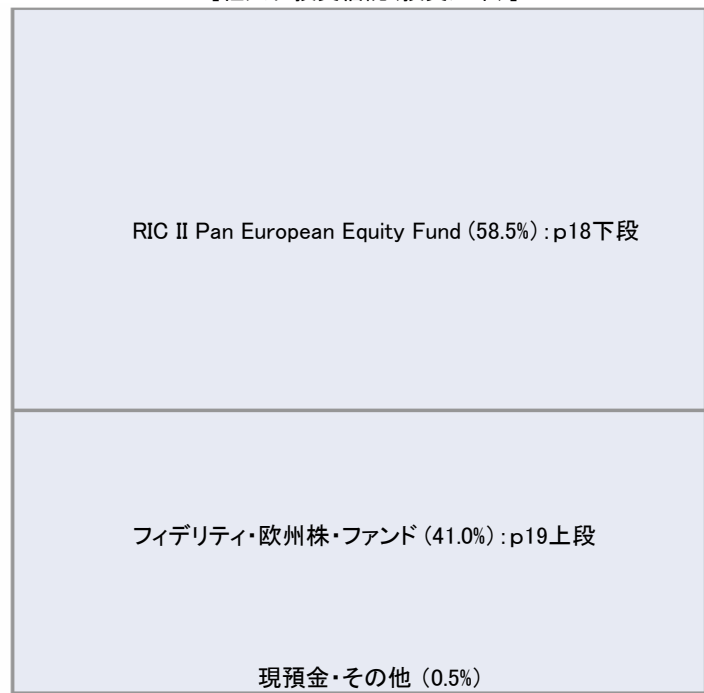 RIC II Pan European Equity Fund (58.5%):p18下段
フィデリティ・欧州株・ファンド (41.0%):p19上段
現預金・その他 (0.5%)